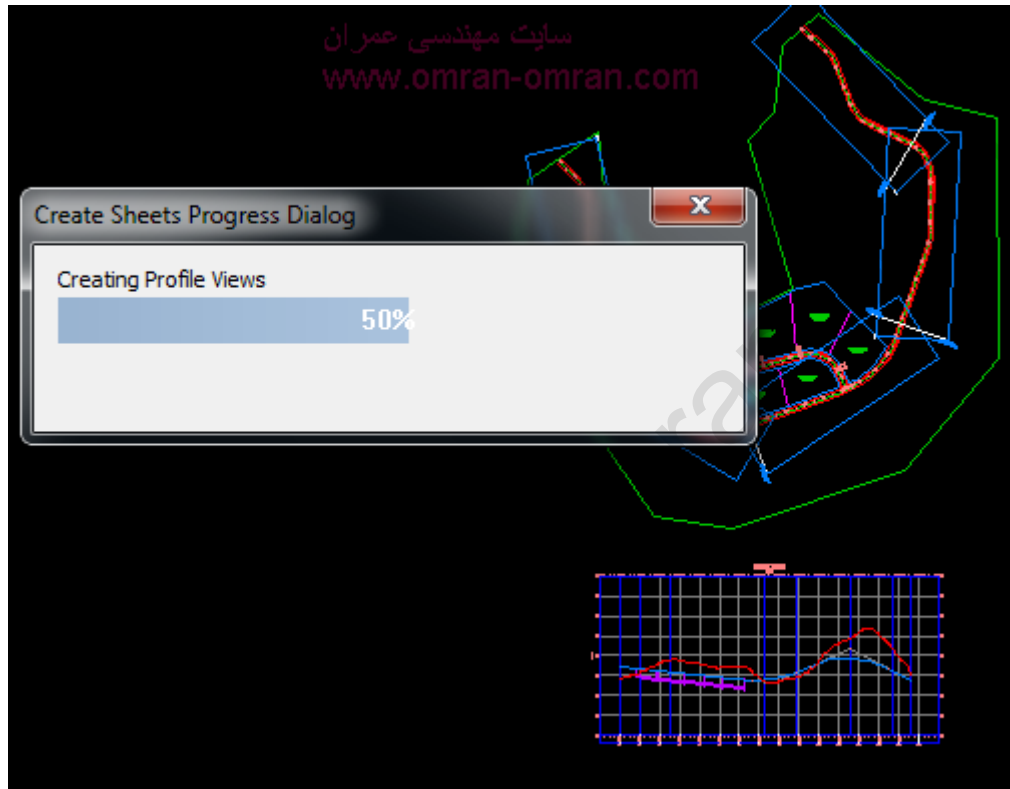 سایت مهندسی عمران
www.omran-omran.com
Create Sheets Progress Dialog
Creating Profile Views
50%